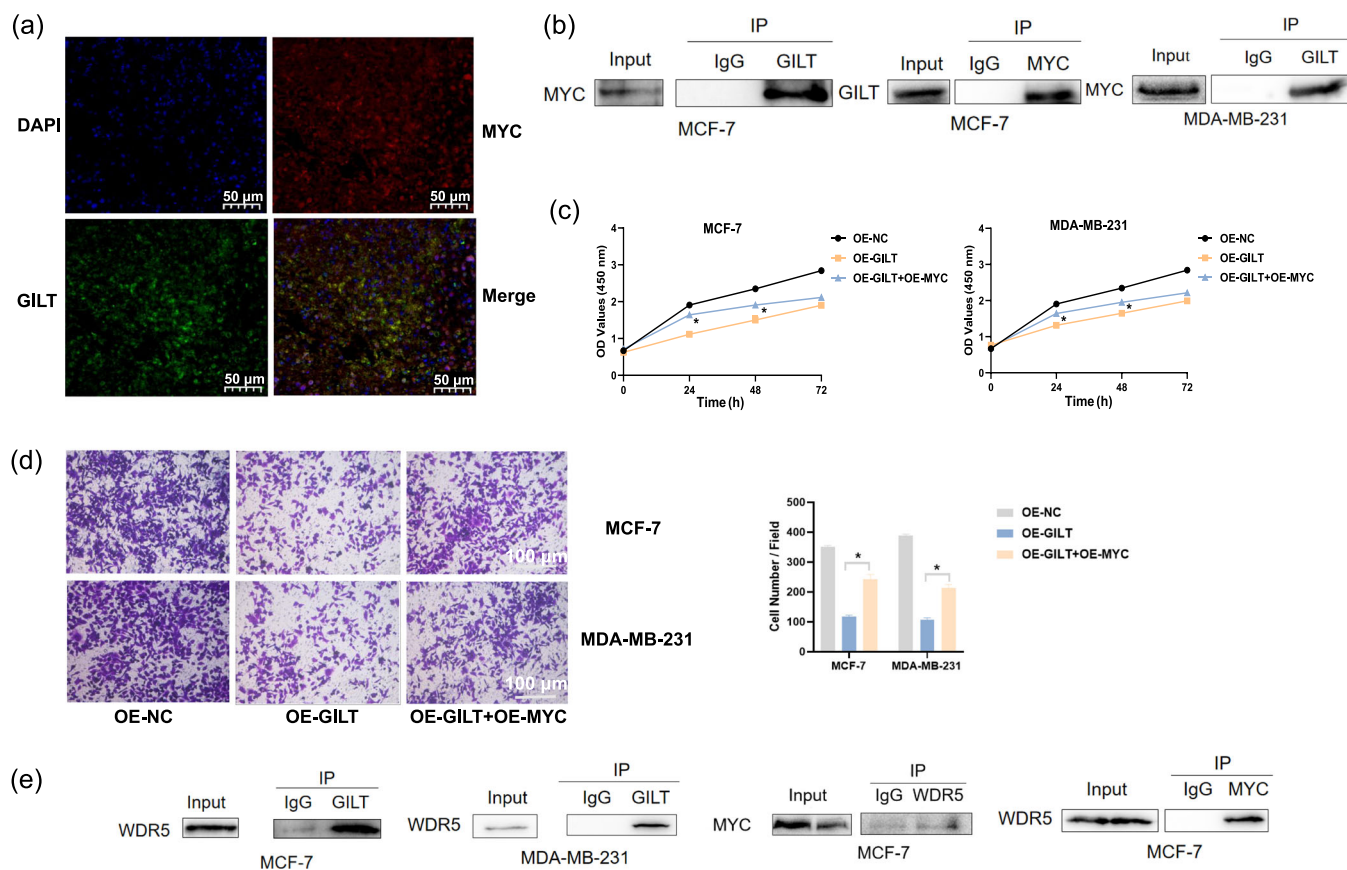 (a)
DAPI
50 µm
50 µm
MYC
GILT
50 µm
50 µm
Merge
(b)
IP
Input IgG GILT
MYC
MCF-7
IP
Input IgG MYC
GILT
MCF-7
IP
Input IgG GILT
MYC
MDA-MB-231
(c)
MCF-7
OE-NC
OE-GILT
OE-GILT+OE-MYC
OD Values (450 nm)
4
3
2
1
0
* *
0 24 48 72
Time (h)
MDA-MB-231
OE-NC
OE-GILT
OE-GILT+OE-MYC
OD Values (450 nm)
4
3
2
1
0
* *
0 24 48 72
Time (h)
(d)
100 µm
MCF-7
100 µm
MDA-MB-231
OE-NC OE-GILT OE-GILT+OE-MYC
Cell Number / Field
500
400
300
200
100
0
* *
MCF-7 MDA-MB-231
OE-NC
OE-GILT
OE-GILT+OE-MYC
(e)
IP
Input IgG GILT
WDR5
MCF-7
IP
Input IgG GILT
WDR5
MDA-MB-231
IP
Input IgG WDR5
MYC
MCF-7
IP
Input IgG MYC
WDR5
MCF-7